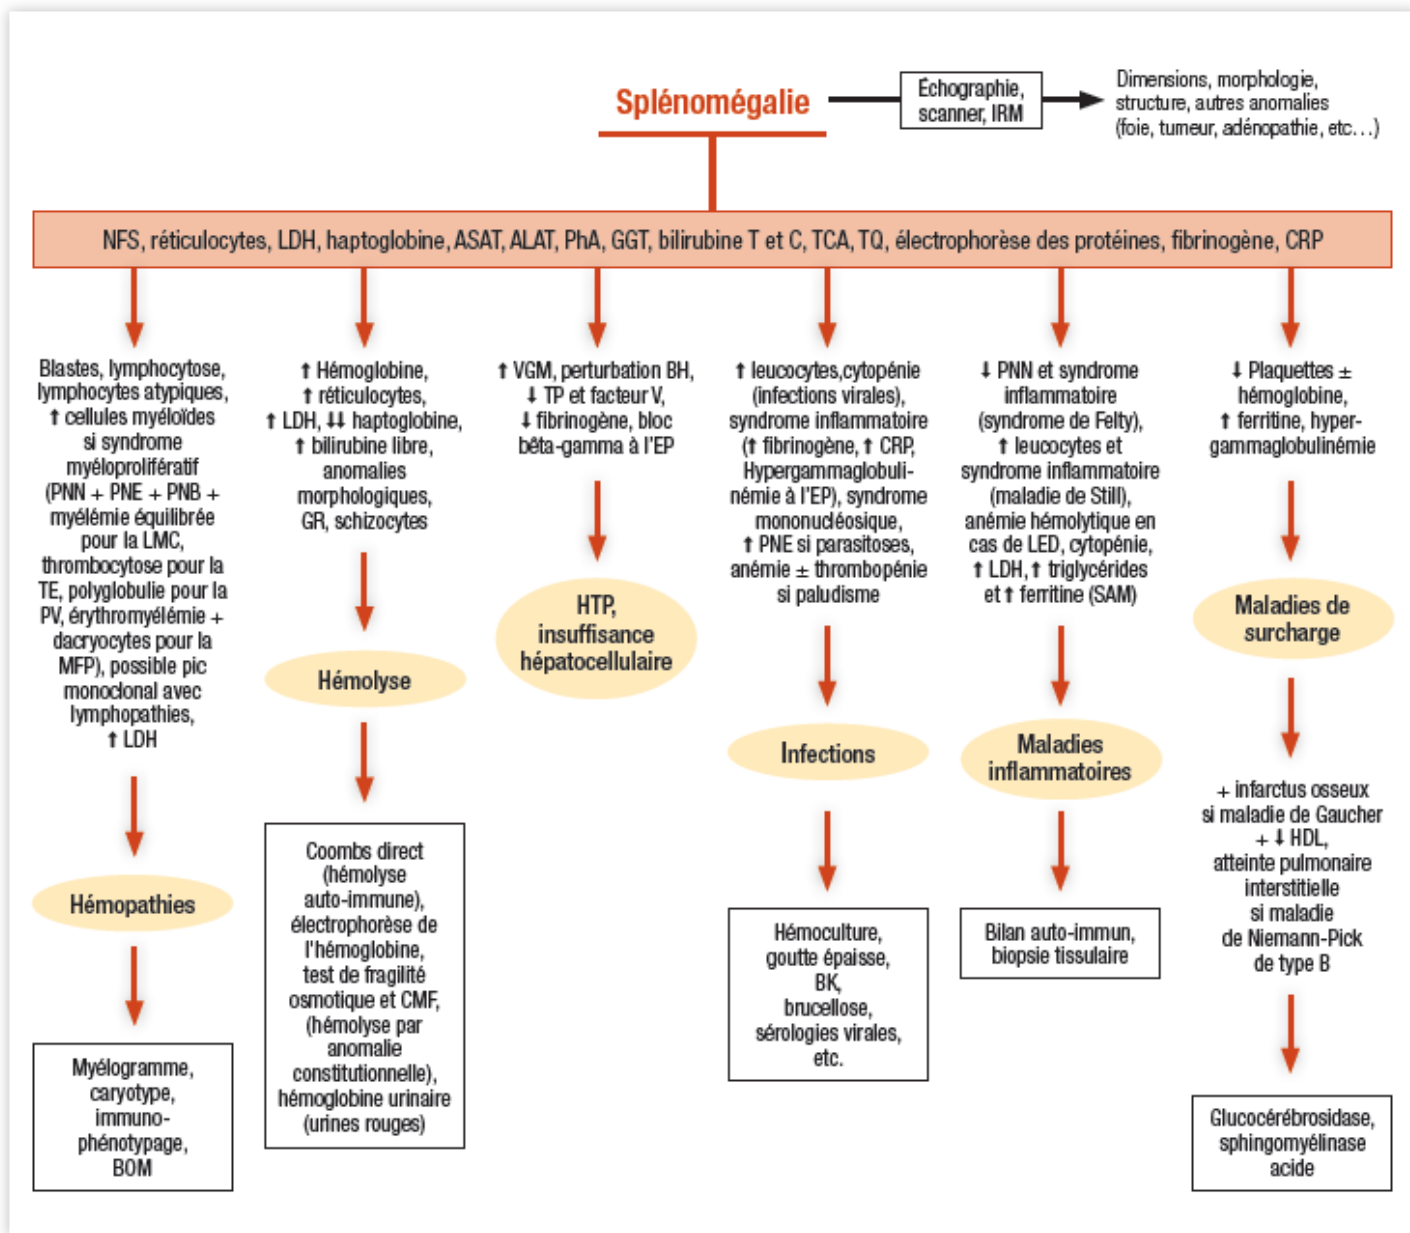 Splénomégalie
Échographie,
scanner, IRM
Dimensions, morphologie,
structure, autres anomalies
(foie, tumeur, adénopathie, etc…)
NFS, réticulocytes, LDH, haptoglobine, ASAT, ALAT, PhA, GGT, bilirubine T et C, TCA, TQ, électrophorèse des protéines, fibrinogène, CRP
Blastes, lymphocytose,
lymphocytes atypiques,
↑ cellules myéloïdes
si syndrome
myéloprolifératif
(PNN + PNE + PNB +
myélémie équilibrée
pour la LMC,
thrombocytose pour la
TE, polyglobulie pour la
PV, érythromyélémie +
dacryocytes pour la
MFP), possible pic
monoclonal avec
lymphopathies,
↑ LDH
Hémopathies
Myélogramme,
caryotype,
immuno-
phénotypage,
BOM
↑ Hémoglobine,
↑ réticulocytes,
↑ LDH, ↓↓ haptoglobine,
↑ bilirubine libre,
anomalies
morphologiques,
GR, schizocytes
Hémolyse
Coombs direct
(hémolyse
auto-immune),
électrophorèse de
l'hémoglobine,
test de fragilité
osmotique et CMF,
(hémolyse par
anomalie
constitutionnelle),
hémoglobine urinaire
(urines rouges)
↑ VGM, perturbation BH,
↓ TP et facteur V,
↓ fibrinogène, bloc
bêta-gamma à l'EP
HTP,
insuffisance
hépatocellulaire
↑ leucocytes,cytopénie
(infections virales),
syndrome inflammatoire
(↑ fibrinogène, ↑ CRP,
Hypergammaglobuli-
némie à l'EP), syndrome
mononucléosique,
↑ PNE si parasitoses,
anémie ± thrombopénie
si paludisme
Infections
Hémoculture,
goutte épaisse,
BK,
brucellose,
sérologies virales,
etc.
↓ PNN et syndrome
inflammatoire
(syndrome de Felty),
↑ leucocytes et
syndrome inflammatoire
(maladie de Still),
anémie hémolytique en
cas de LED, cytopénie,
↑ LDH, ↑ triglycérides
et ↑ ferritine (SAM)
Maladies
inflammatoires
Bilan auto-immun,
biopsie tissulaire
↓ Plaquettes ±
hémoglobine,
↑ ferritine, hyper-
gammaglobulinémie
Maladies de
surcharge
+ infarctus osseux
si maladie de Gaucher
+ ↓ HDL,
atteinte pulmonaire
interstitielle
si maladie
de Niemann-Pick
de type B
Glucocérébrosidase,
sphingomyélinase
acide